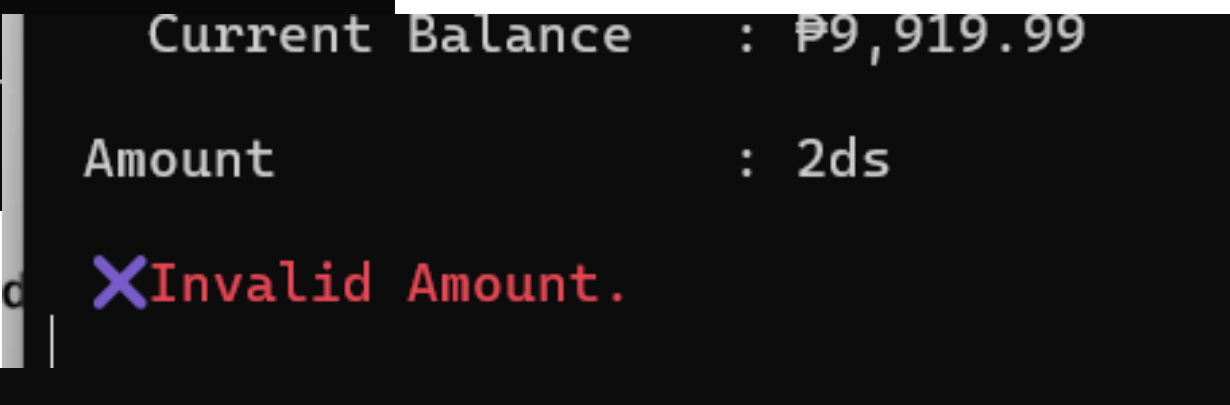 Current Balance : ₱9,919.99
Amount : 2ds
❌Invalid Amount.
d